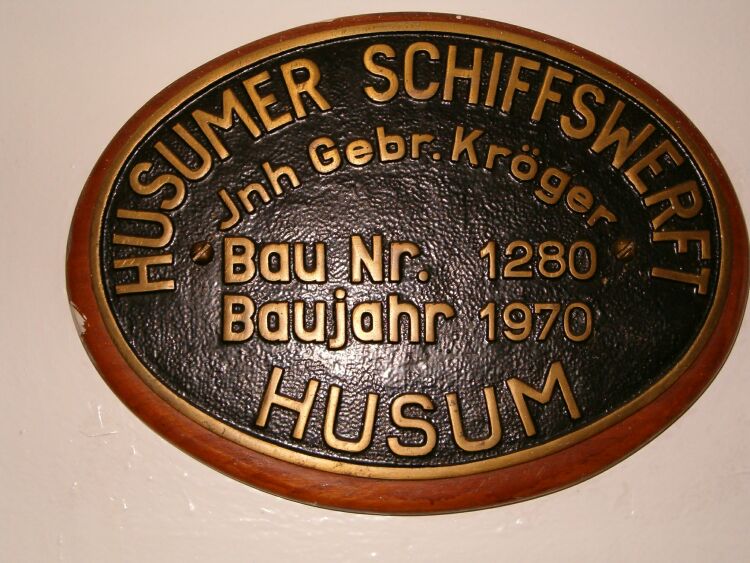 HUSUMER SCHIFFSWERFT
Jnh Gebr. Kröger
Bau Nr. 1280
Baujahr 1970
HUSUM